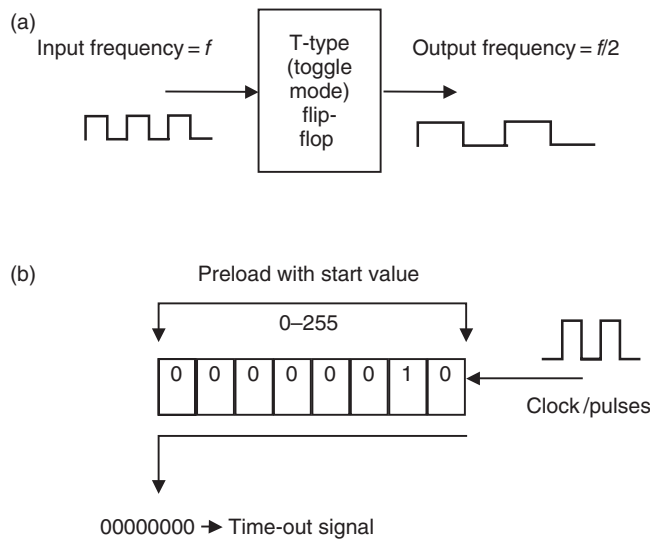 (a)
Input frequency = f
T-type
(toggle
mode)
flip-
flop
Output frequency = f/2
(b)
Preload with start value
0–255
0 0 0 0 0 0 1 0
Clock/pulses
00000000 → Time-out signal